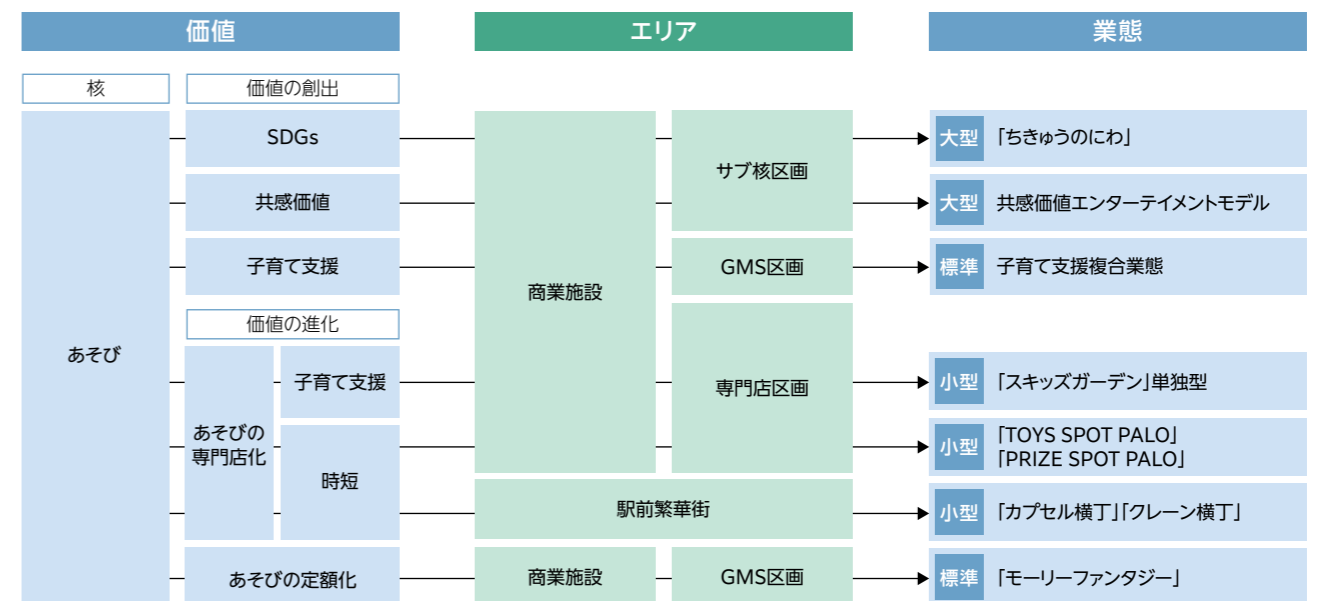 価値
エリア
業態
核
価値の創出
SDGs
サブ核区画
大型 「ちきゅうのにわ」
共感価値
大型 共感価値エンターテイメントモデル
子育て支援
GMS区画
標準 子育て支援複合業態
商業施設
価値の進化
あそび
子育て支援
専門店区画
小型 「スキッズガーデン」単独型
あそびの
専門店化
時短
小型 「TOYS SPOT PALO」
「PRIZE SPOT PALO」
駅前繁華街
小型 「カプセル横丁」「クレーン横丁」
あそびの定額化
商業施設
GMS区画
標準 「モーリーファンタジー」